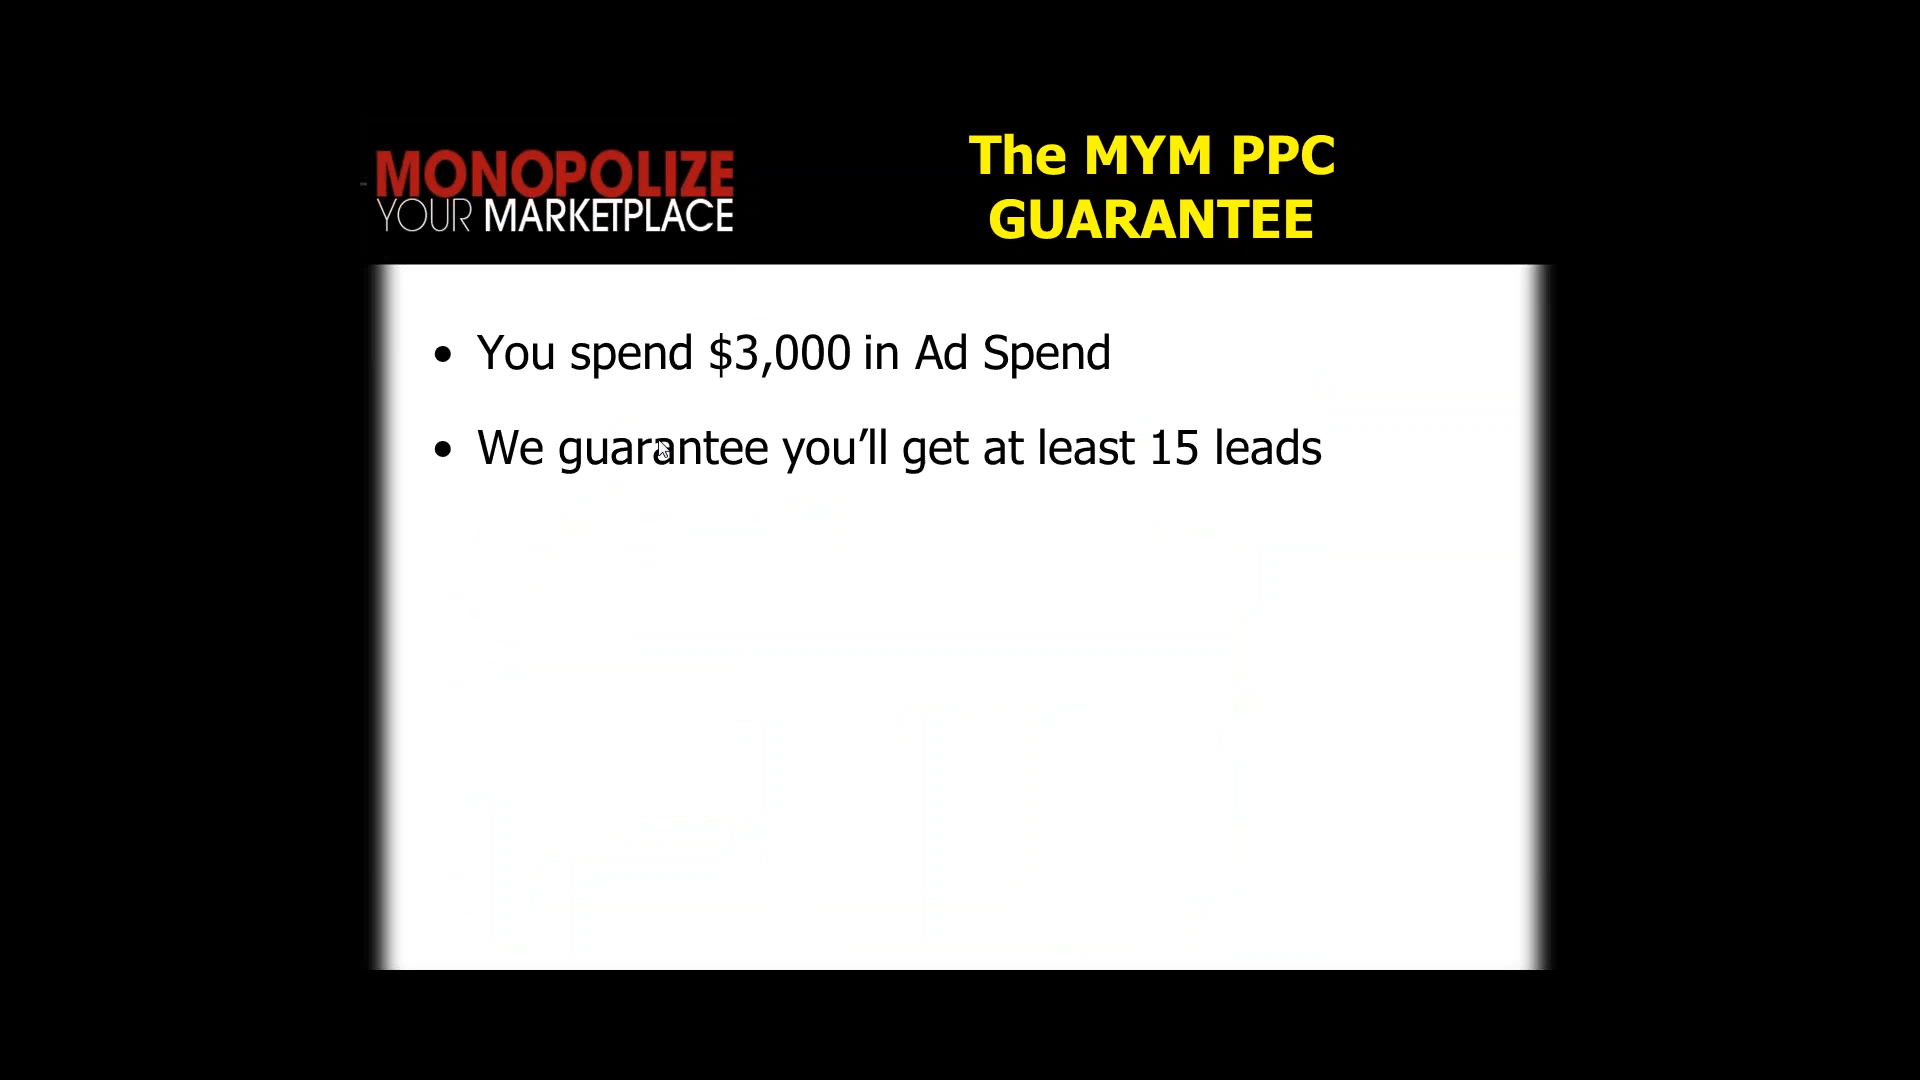 MONOPOLIZE
YOUR MARKETPLACE
The MYM PPC
GUARANTEE
• You spend $3,000 in Ad Spend
• We guarantee you’ll get at least 15 leads